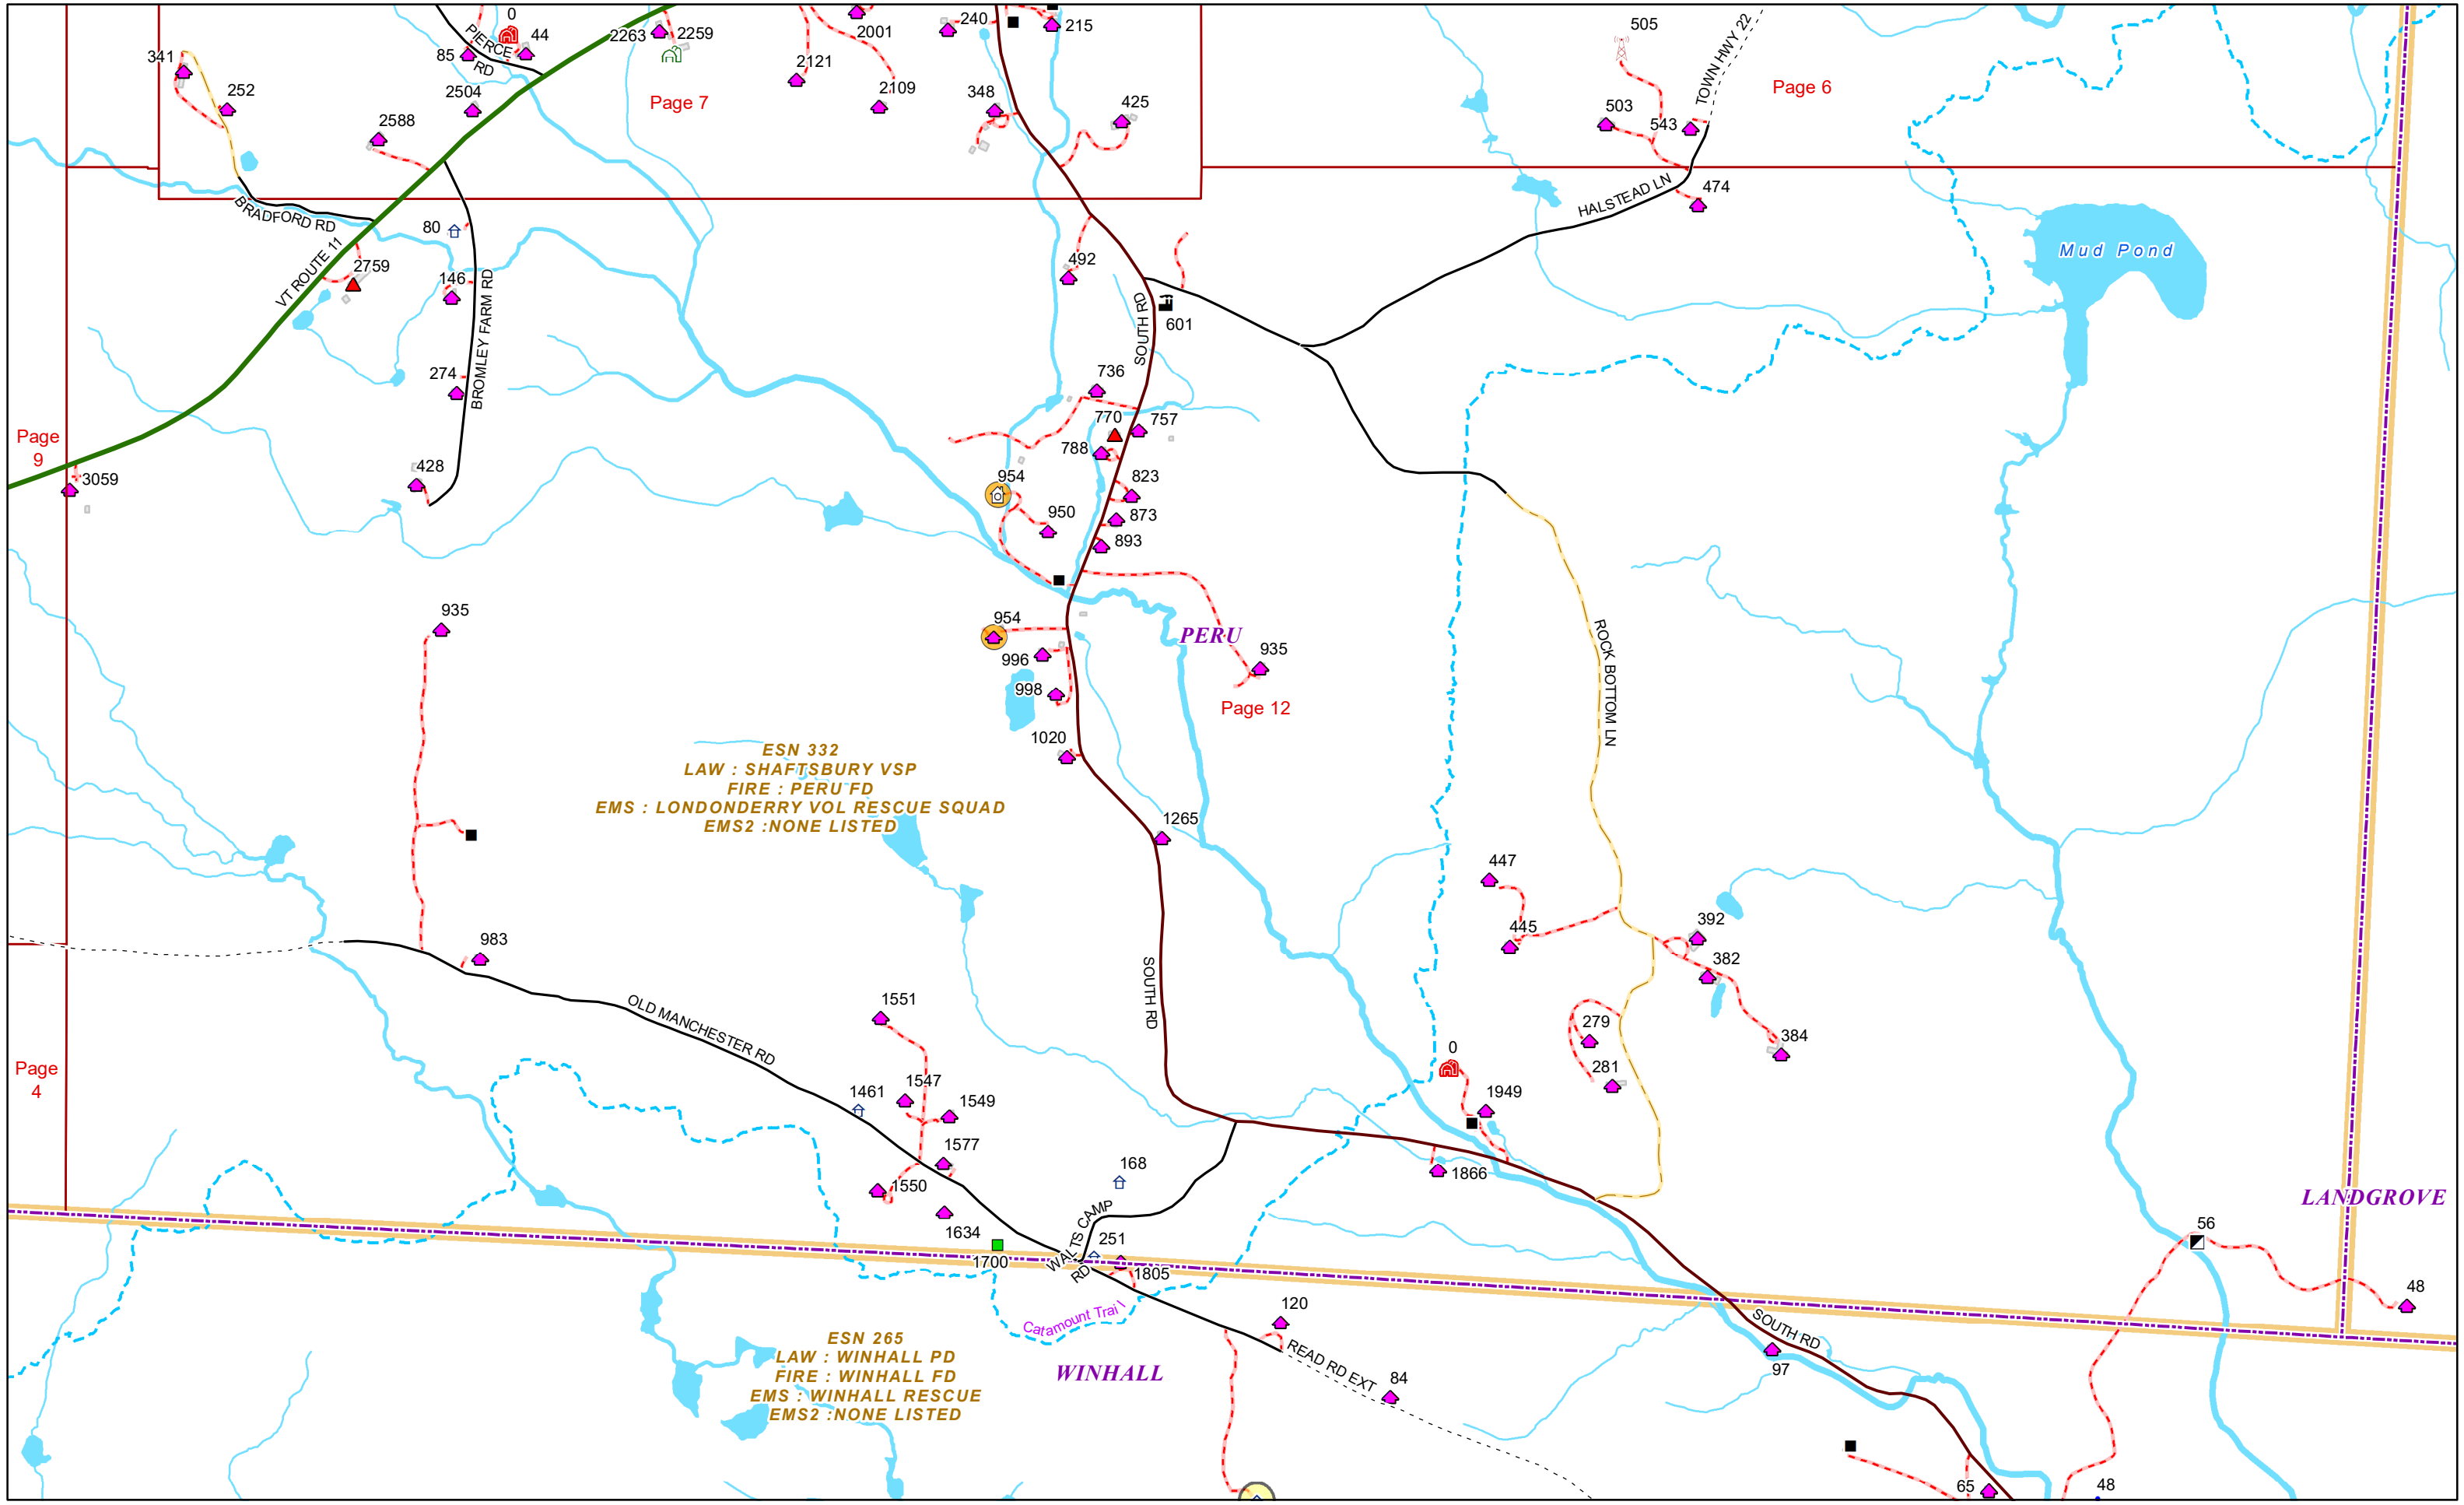 0
44
PIERCE
RD
85
2263
2259
2001
240
215
505
TOWN HWY 22
341
252
2504
2588
Page 7
2121
2109
348
425
Page 6
503
543
BRADFORD RD
80
HALSTEAD LN
474
VT ROUTE 11
2759
146
BROMLEY FARM RD
492
SOUTH RD
601
Mud Pond
274
736
770
757
788
Page
9
3059
428
954
823
950
873
893
935
954
PERU
996
935
998
Page 12
ROCK BOTTOM LN
1020
ESN 332
LAW : SHAFTSBURY VSP
FIRE : PERU FD
EMS : LONDONDERRY VOL RESCUE SQUAD
EMS2 :NONE LISTED
1265
447
445
392
382
983
OLD MANCHESTER RD
SOUTH RD
1551
279
384
281
0
Page
4
1461
1547
1549
1949
1577
168
1550
1866
1634
WALTS CAMP
RD
251
1700
1805
LANDGROVE
56
48
Catamount Trail
120
SOUTH RD
ESN 265
LAW : WINHALL PD
FIRE : WINHALL FD
EMS : WINHALL RESCUE
EMS2 :NONE LISTED
WINHALL
READ RD EXT
84
97
65
48